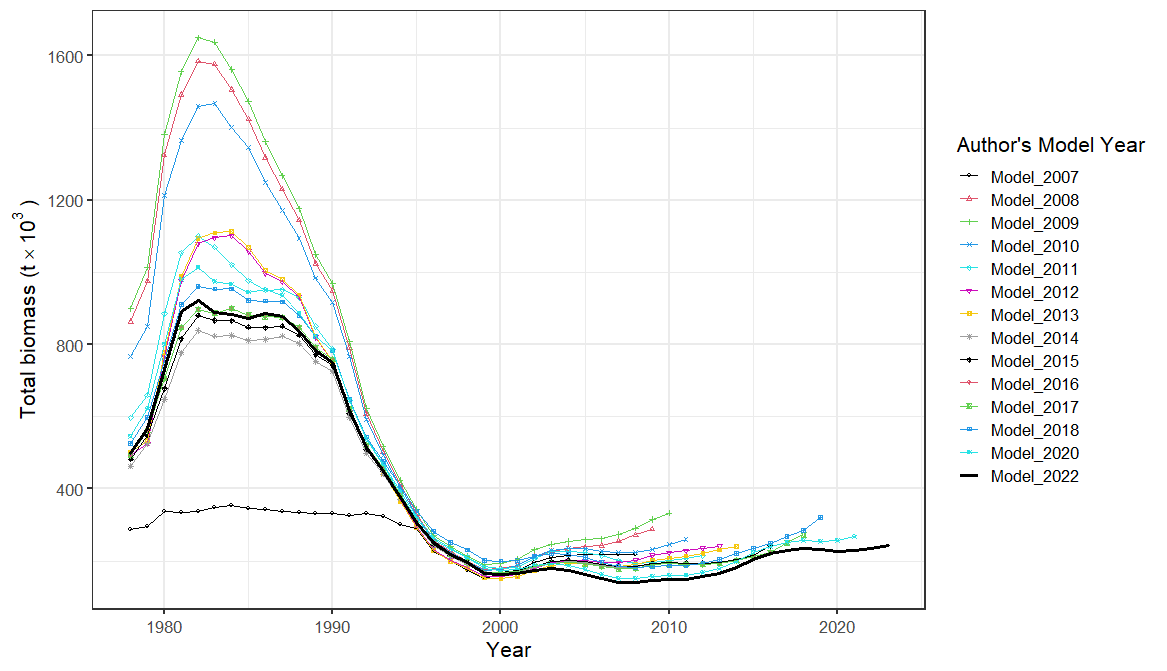 1600
1200
800
400
Total biomass (t × 10³ )
1980 1990 2000 2010 2020
Year
Author's Model Year
Model_2007
Model_2008
Model_2009
Model_2010
Model_2011
Model_2012
Model_2013
Model_2014
Model_2015
Model_2016
Model_2017
Model_2018
Model_2020
Model_2022